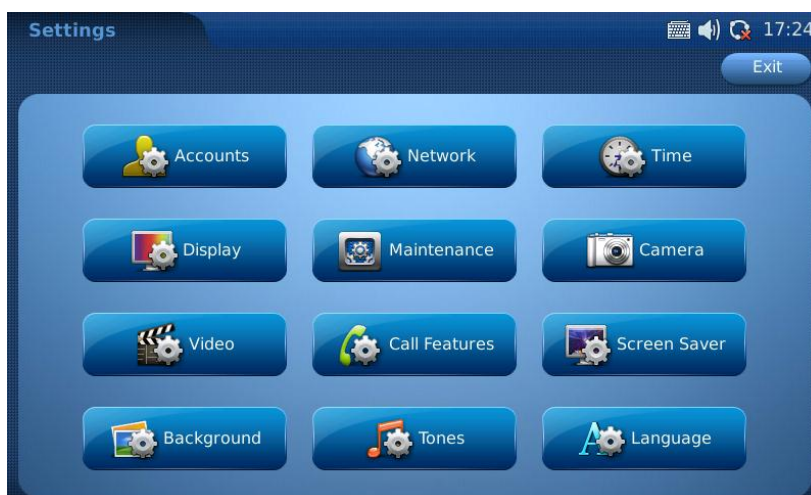 Settings 17:24
Exit
Accounts Network Time
Display Maintenance Camera
Video Call Features Screen Saver
Background Tones Language